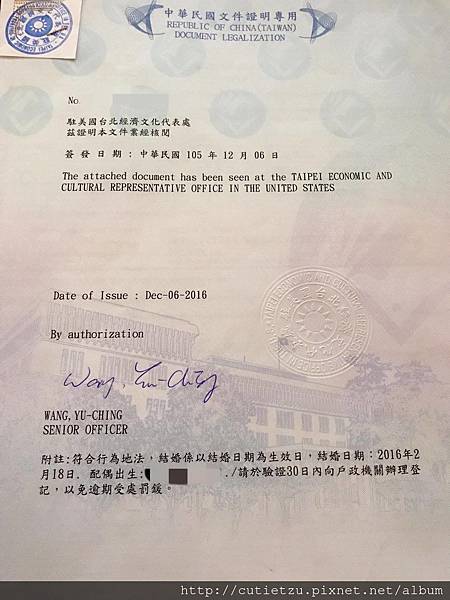 中華民國文件證明專用
REPUBLIC OF CHINA(TAIWAN)
DOCUMENT LEGALIZATION
No
駐美國台北經濟文化代表處
茲證明本文件業經核閱
簽 發 日 期 : 中華民國 105 年 12 月 06 日
The attached document has been seen at the TAIPEI ECONOMIC AND
CULTURAL REPRESENTATIVE OFFICE IN THE UNITED STATES
Date of Issue : Dec-06-2016
By authorization
Wang, Yu-Ching
WANG, YU-CHING
SENIOR OFFICER
附註:符合行為地法，結婚係以結婚日期為生效日，結婚日期：2016年2
月18日. 配偶出生: ./請於驗證30日內向戶政機關辦理登
記，以免逾期受處罰鍰。
http://cutietzu.pixnet.net/album